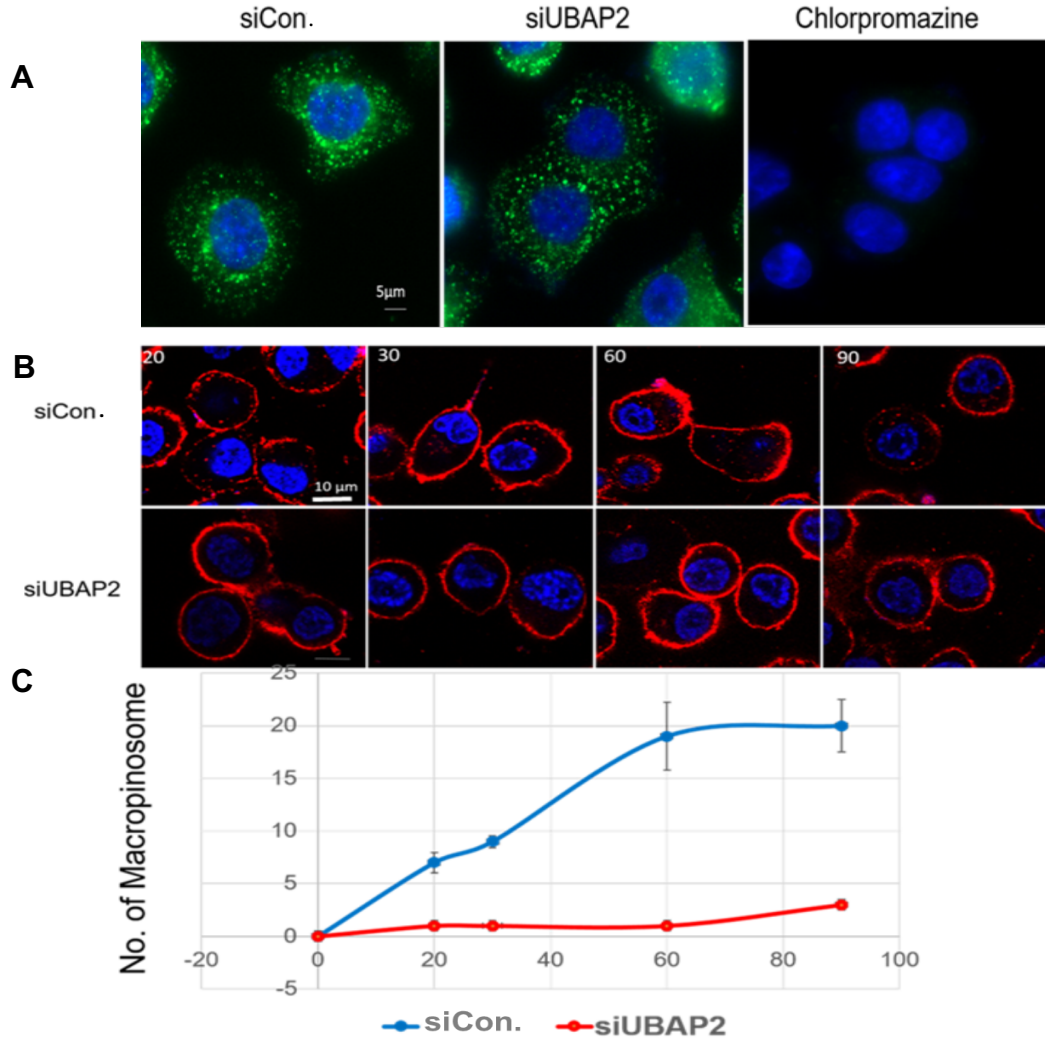 siCon. siUBAP2 Chlorpromazine
A
5µm
B
20 30 60 90
siCon.
10 µm
siUBAP2
C
25
20
15
10
5
0
-20 0 20 40 60 80 100
-5
No. of Macropinosome
siCon. siUBAP2